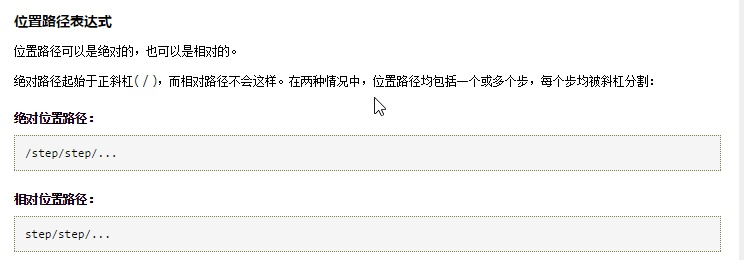 位置路径表达式
位置路径可以是绝对的，也可以是相对的。
绝对路径起始于正斜杠( / )，而相对路径不会这样。在两种情况中，位置路径均包括一个或多个步，每个步均被斜杠分割：
绝对位置路径：
/step/step/...
相对位置路径：
step/step/...